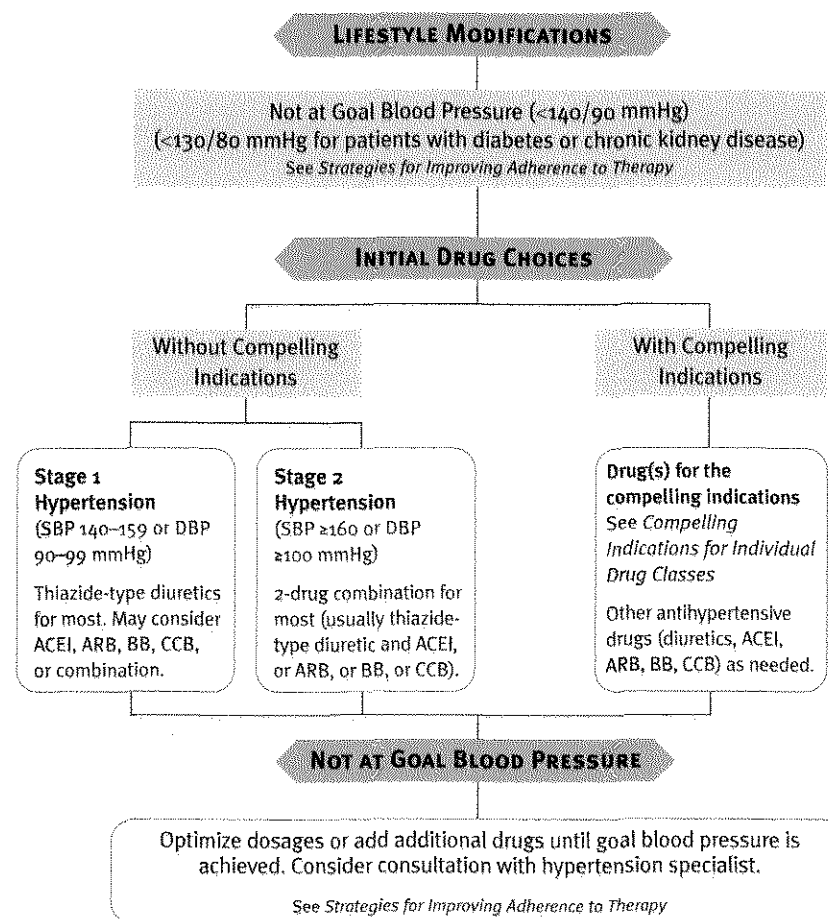 LIFESTYLE MODIFICATIONS
Not at Goal Blood Pressure (<140/90 mmHg)
(<130/80 mmHg for patients with diabetes or chronic kidney disease)
See Strategies for Improving Adherence to Therapy
INITIAL DRUG CHOICES
Without Compelling
Indications
With Compelling
Indications
Stage 1
Hypertension
(SBP 140–159 or DBP
90–99 mmHg)
Thiazide-type diuretics
for most. May consider
ACEI, ARB, BB, CCB,
or combination.
Stage 2
Hypertension
(SBP ≥160 or DBP
≥100 mmHg)
2-drug combination for
most (usually thiazide-
type diuretic and ACEI,
or ARB, or BB, or CCB).
Drug(s) for the
compelling indications
See Compelling
Indications for Individual
Drug Classes
Other antihypertensive
drugs (diuretics, ACEI,
ARB, BB, CCB) as needed.
NOT AT GOAL BLOOD PRESSURE
Optimize dosages or add additional drugs until goal blood pressure is
achieved. Consider consultation with hypertension specialist.
See Strategies for Improving Adherence to Therapy